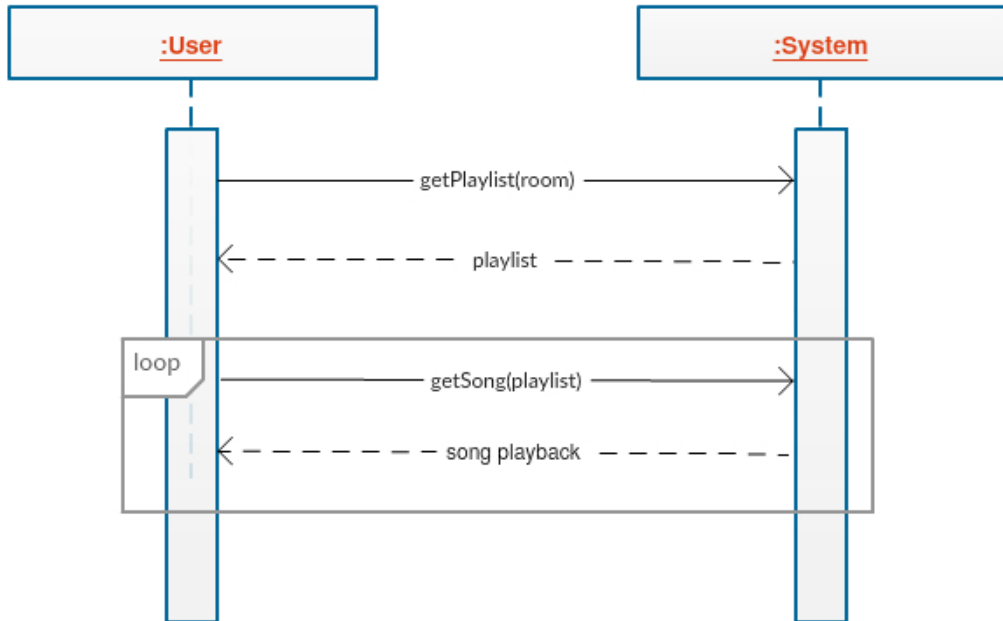 :User
:System
getPlaylist(room)
playlist
loop
getSong(playlist)
song playback